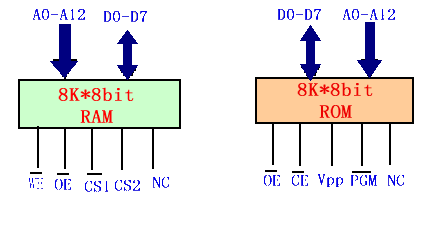 A0-A12 D0-D7 D0-D7 A0-A12
8K*8bit
RAM
8K*8bit
ROM
WE OE CS1 CS2 NC
OE CE Vpp PGM NC